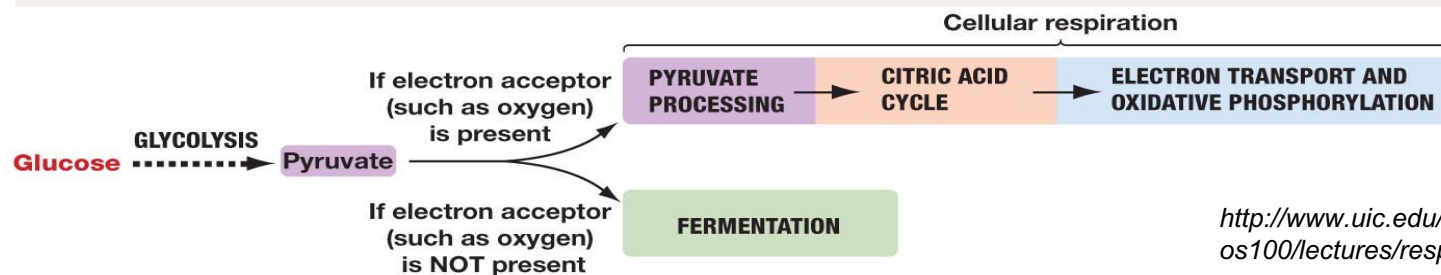 Cellular respiration
If electron acceptor
(such as oxygen)
is present
PYRUVATE
PROCESSING
CITRIC ACID
CYCLE
ELECTRON TRANSPORT AND
OXIDATIVE PHOSPHORYLATION
Glucose
GLYCOLYSIS
Pyruvate
If electron acceptor
(such as oxygen)
is NOT present
FERMENTATION
http://www.uic.edu/
os100/lectures/resp